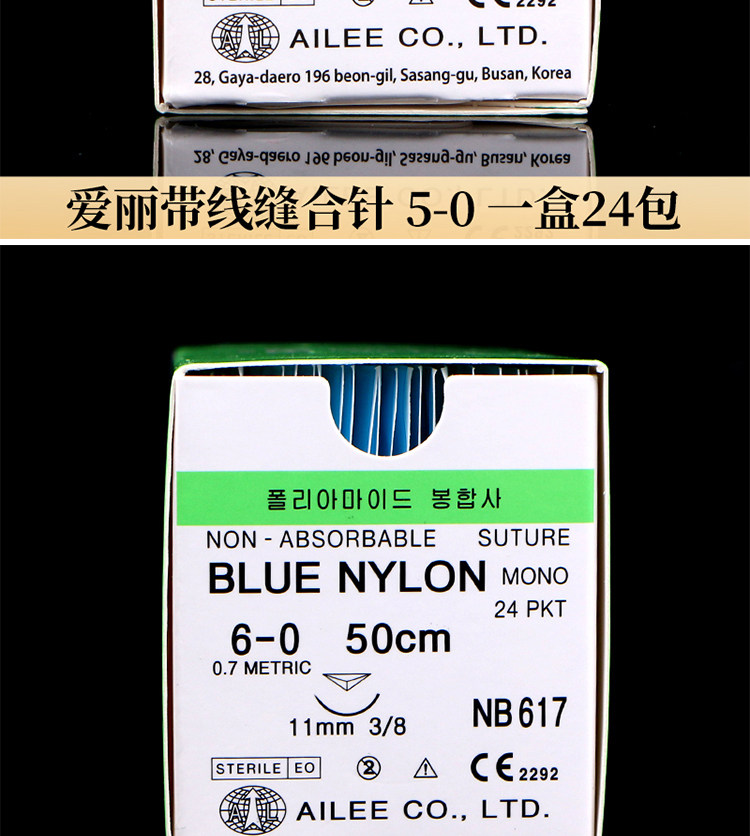 CE 2292
AILEE CO., LTD.
28, Gaya-daero 196 beon-gil, Sasang-gu, Busan, Korea
爱丽带线缝合针 5-0 一盒24包
폴리아마이드 봉합사
NON - ABSORBABLE SUTURE
BLUE NYLON MONO
24 PKT
6-0 50cm
0.7 METRIC
11mm 3/8
NB617
STERILE EO 2 CE 2292
AILEE CO., LTD.